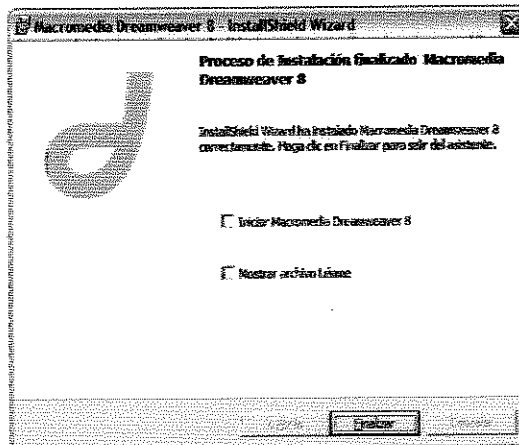 Macromedia Dreamweaver 8 - InstallShield Wizard
Proceso de Instalación finalizado Macromedia
Dreamweaver 8
InstallShield Wizard ha instalado Macromedia Dreamweaver 8
correctamente. Haga clic en Finalizar para salir del asistente.
Iniciar Macromedia Dreamweaver 8
Mostrar archivo Léame
Finalizar